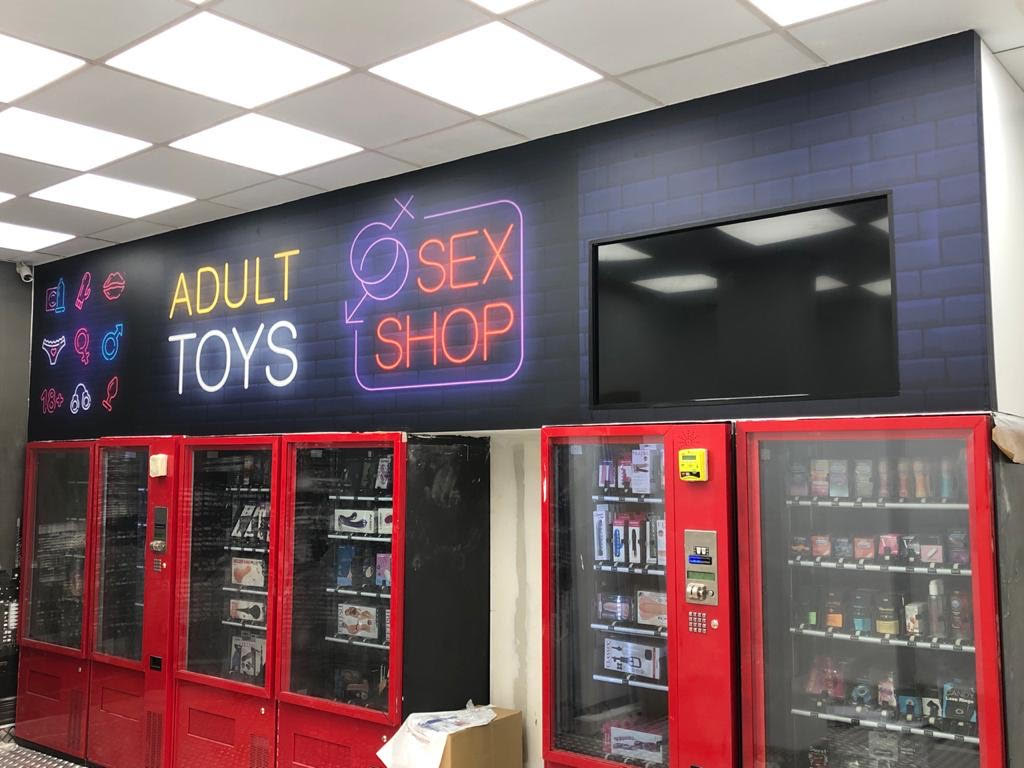 ADULT
TOYS
SEX
SHOP
18+